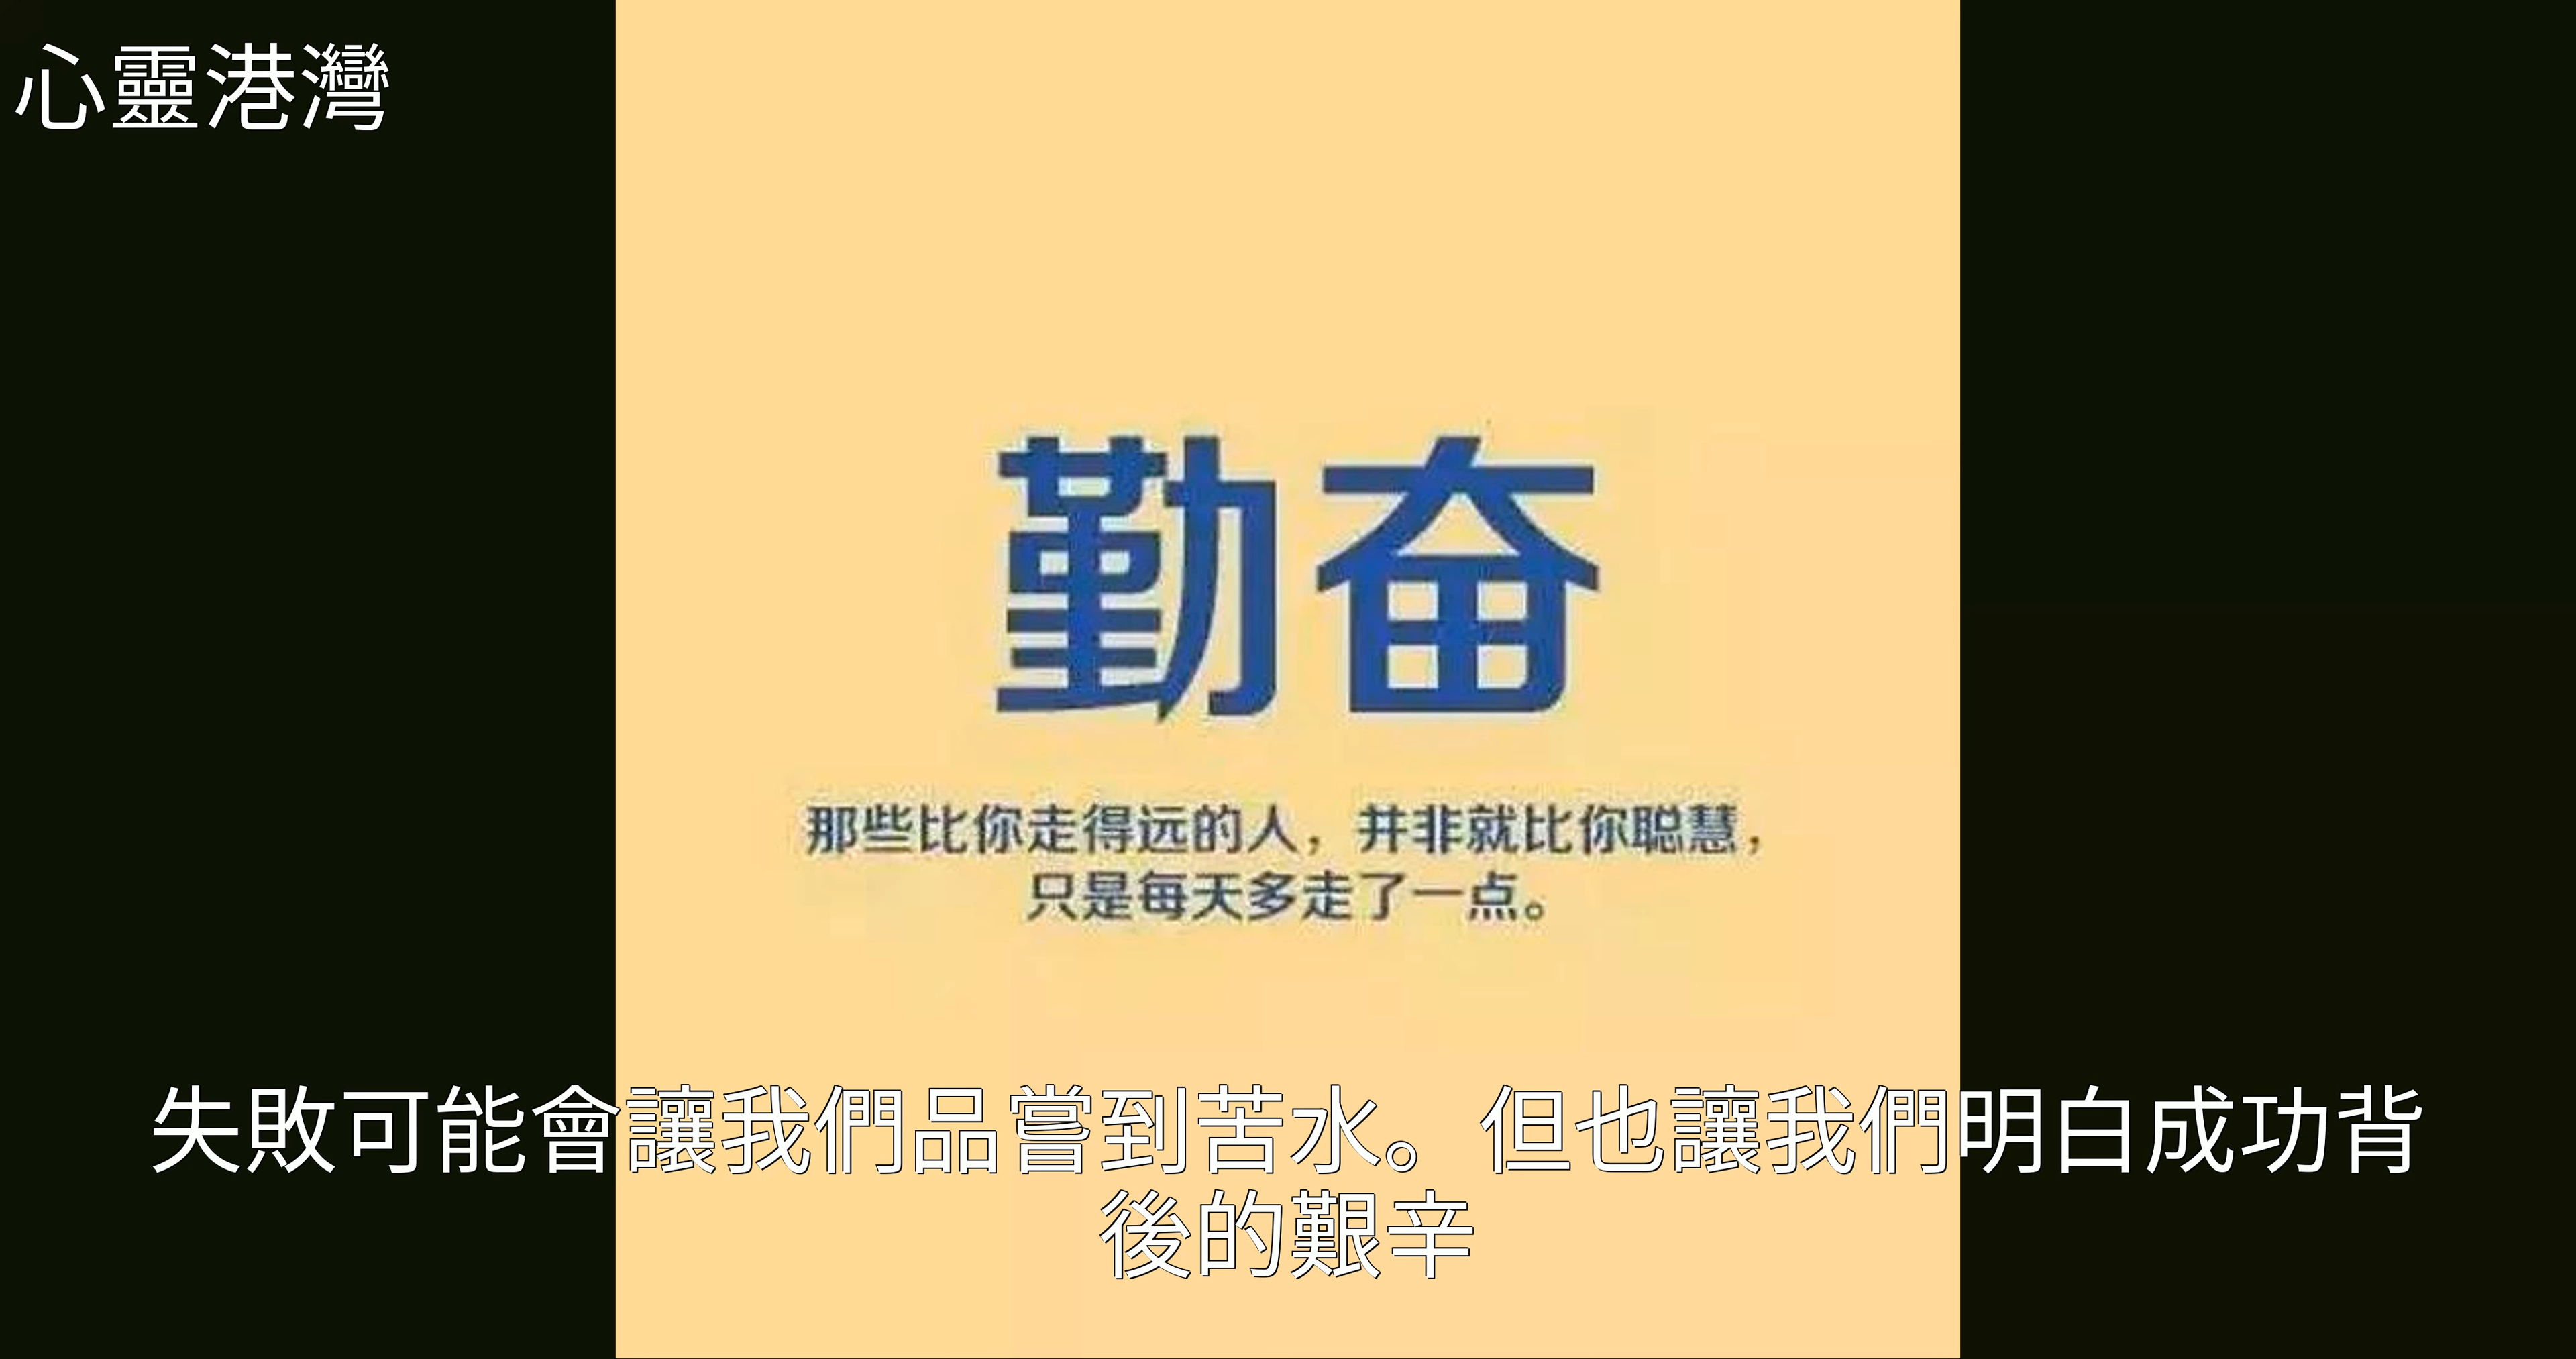 心靈港灣
勤奋
那些比你走得远的人，并非就比你聪慧，
只是每天多走了一点。
失敗可能會讓我們品嘗到苦水。但也讓我們明白成功背
後的艱辛